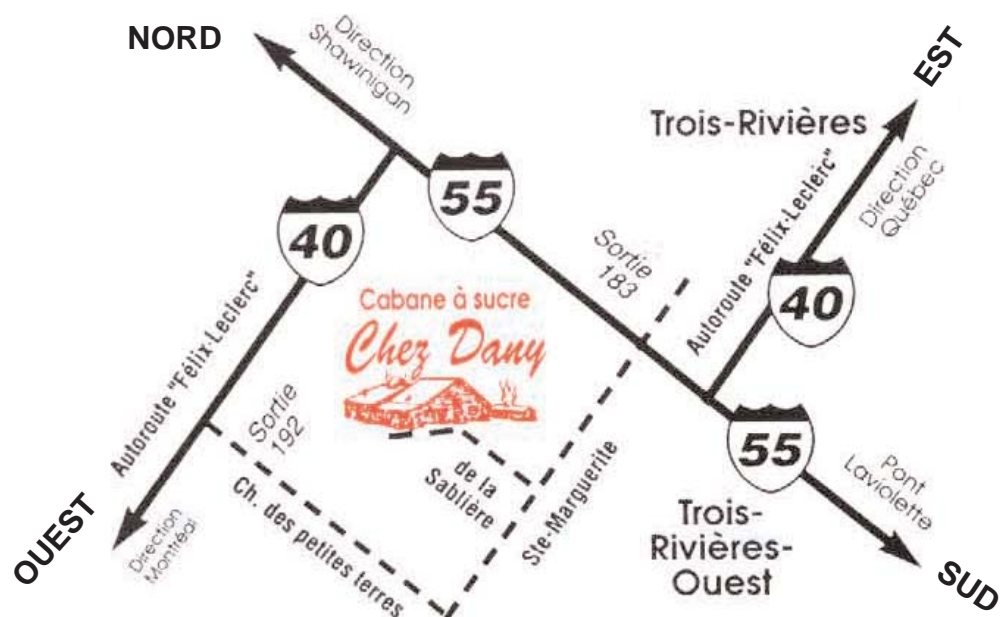 NORD
Direction
Shawinigan
EST
Trois-Rivières
Autoroute "Félix-Leclerc"
Direction
Québec
55
40
Sortie
183
40
Cabane à sucre
Chez Dany
Autoroute "Félix-Leclerc"
Sortie
192
de la
Sablière
Ste-Marguerite
55
Pont
Laviolette
Ch. des petites terres
Trois-
Rivières-
Ouest
OUEST
Direction
Montréal
SUD